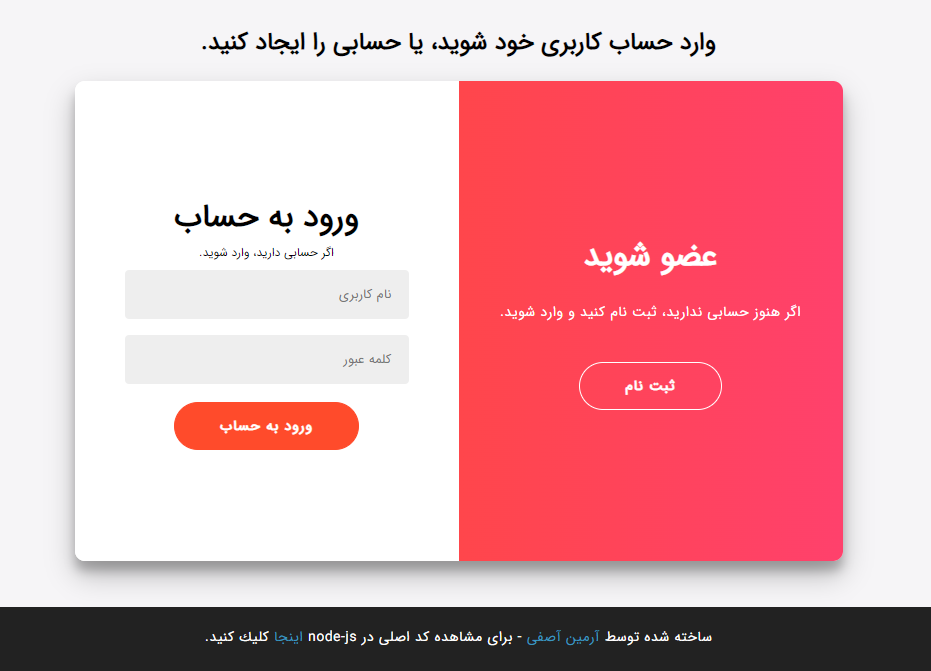 وارد حساب کاربری خود شوید، یا حسابی را ایجاد کنید.
عضو شوید
اگر هنوز حسابی ندارید، ثبت نام کنید و وارد شوید.
ثبت نام
ورود به حساب
اگر حسابی دارید، وارد شوید.
نام کاربری
کلمه عبور
ورود به حساب
ساخته شده توسط آرمین آصفی - برای مشاهده کد اصلی در node-js اینجا کلیك کنید.